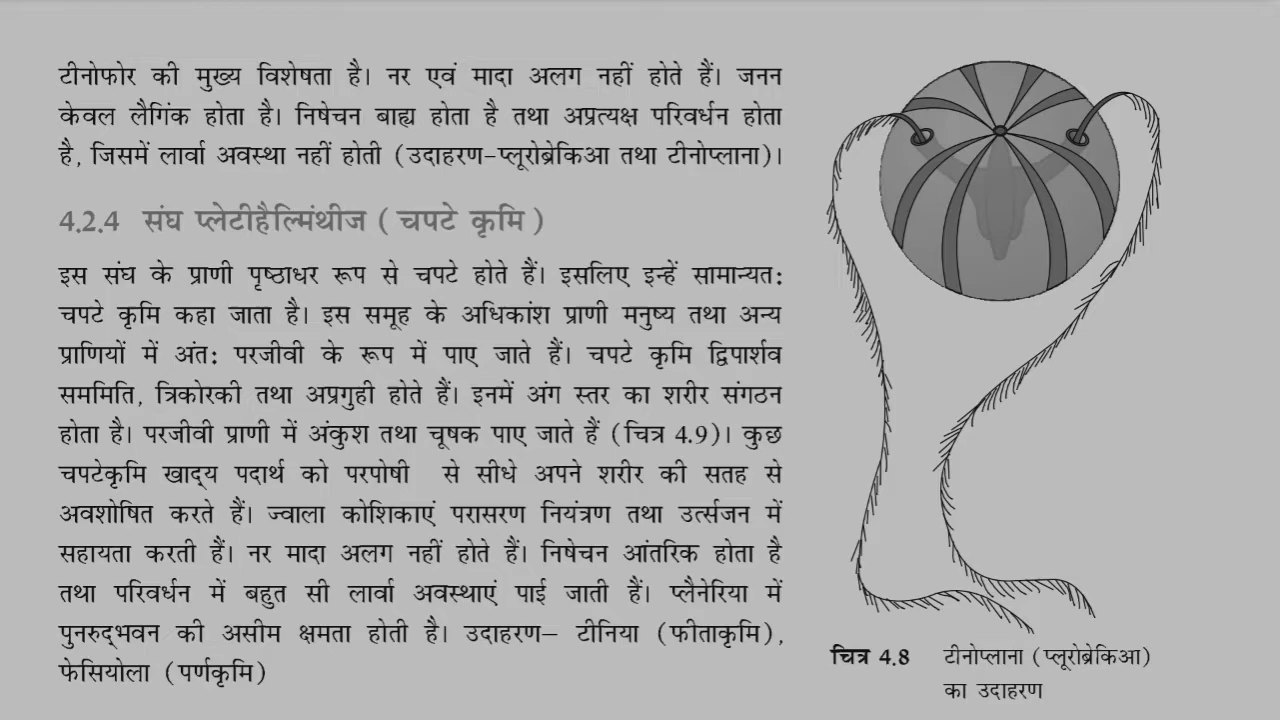 टीनोफोर की मुख्य विशेषता है। नर एवं मादा अलग नहीं होते हैं। जनन
केवल लैगिंक होता है। निषेचन बाह्य होता है तथा अप्रत्यक्ष परिवर्धन होता
है, जिसमें लार्वा अवस्था नहीं होती (उदाहरण-प्लूरोब्रेकिआ तथा टीनोप्लाना)।
4.2.4 संघ प्लेटीहैल्मिंथीज ( चपटे कृमि )
इस संघ के प्राणी पृष्ठाधर रूप से चपटे होते हैं। इसलिए इन्हें सामान्यत:
चपटे कृमि कहा जाता है। इस समूह के अधिकांश प्राणी मनुष्य तथा अन्य
प्राणियों में अंत: परजीवी के रूप में पाए जाते हैं। चपटे कृमि द्विपार्शव
सममिति, त्रिकोरकी तथा अप्रगुही होते हैं। इनमें अंग स्तर का शरीर संगठन
होता है। परजीवी प्राणी में अंकुश तथा चूषक पाए जाते हैं (चित्र 4.9)। कुछ
चपटेकृमि खाद्य पदार्थ को परपोषी से सीधे अपने शरीर की सतह से
अवशोषित करते हैं। ज्वाला कोशिकाएं परासरण नियंत्रण तथा उर्त्सजन में
सहायता करती हैं। नर मादा अलग नहीं होते हैं। निषेचन आंतरिक होता है
तथा परिवर्धन में बहुत सी लार्वा अवस्थाएं पाई जाती हैं। प्लैनेरिया में
पुनरुद्भवन की असीम क्षमता होती है। उदाहरण– टीनिया (फीताकृमि),
फेसियोला (पर्णकृमि)
चित्र 4.8 टीनोप्लाना (प्लूरोब्रेकिआ)
का उदाहरण